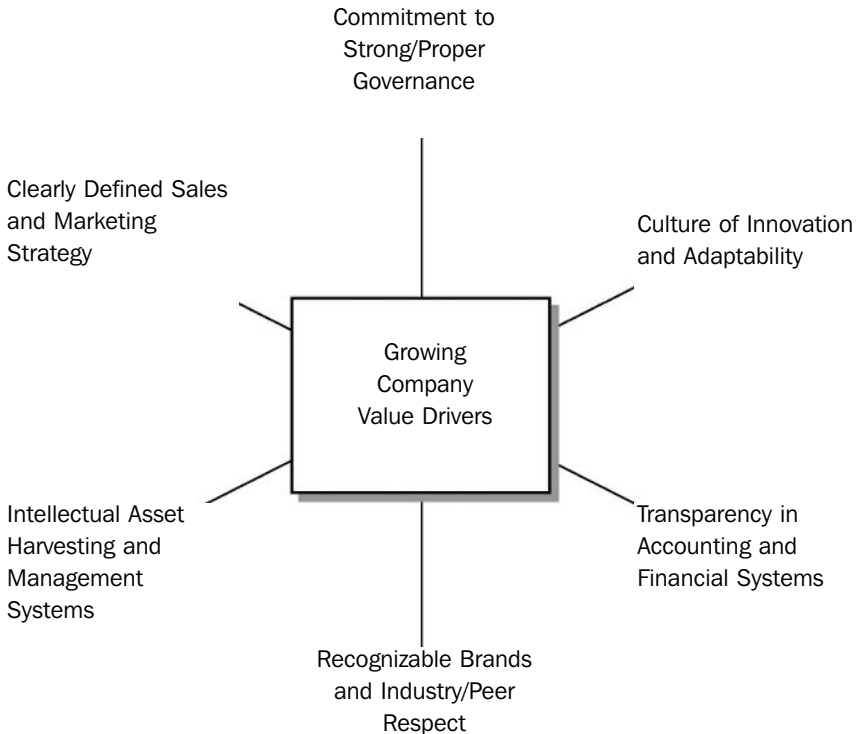 Commitment to
Strong/Proper
Governance
Clearly Defined Sales
and Marketing
Strategy
Culture of Innovation
and Adaptability
Growing
Company
Value Drivers
Intellectual Asset
Harvesting and
Management
Systems
Transparency in
Accounting and
Financial Systems
Recognizable Brands
and Industry/Peer
Respect